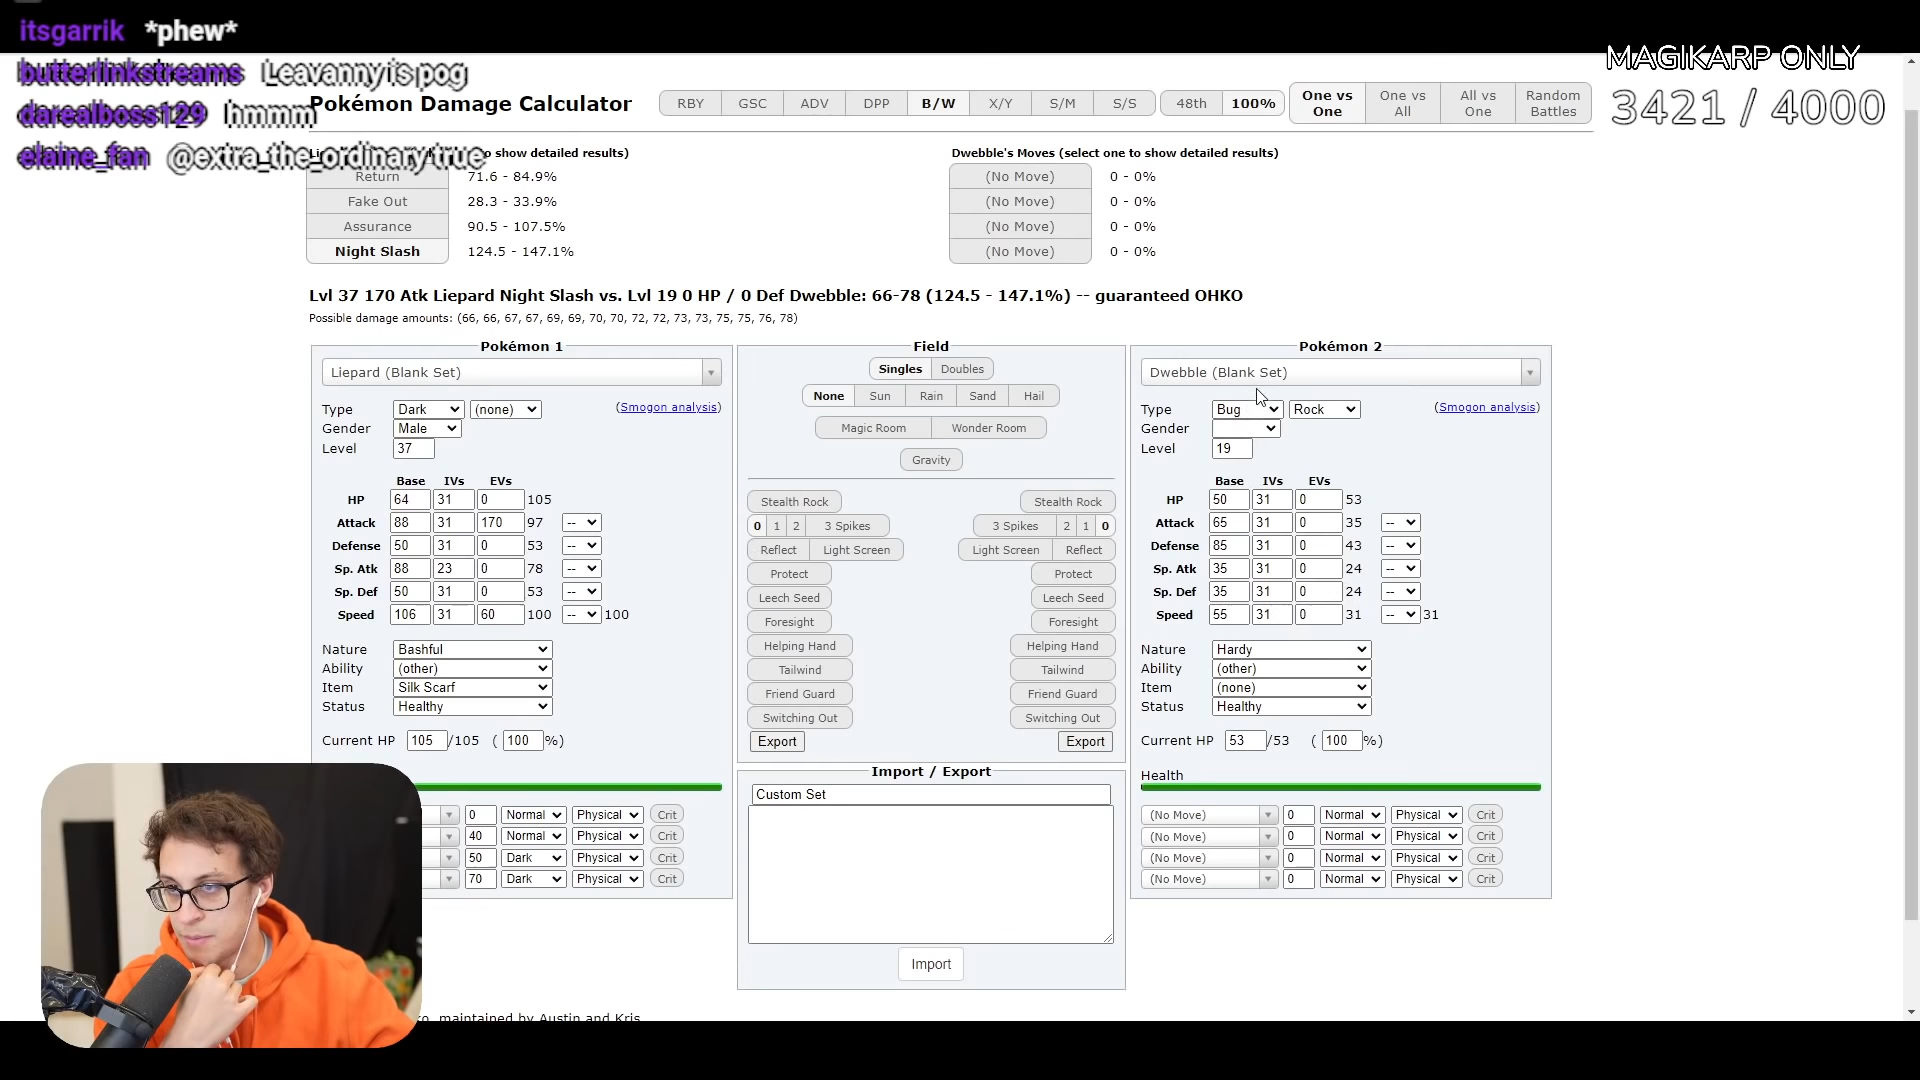 itsgarrik *phew*
butterlinkstreams Leavanny is pog
darealboss129 hmmm
elaine_fan @extra_the_ordinary true
MAGIKARP ONLY
3421 / 4000
Pokémon Damage Calculator
RBY GSC ADV DPP B/W X/Y S/M S/S
48th 100%
One vs One
One vs All
All vs One
Random Battles
to show detailed results)
Return 71.6 - 84.9%
Fake Out 28.3 - 33.9%
Assurance 90.5 - 107.5%
Night Slash 124.5 - 147.1%
Dwebble's Moves (select one to show detailed results)
(No Move) 0 - 0%
(No Move) 0 - 0%
(No Move) 0 - 0%
(No Move) 0 - 0%
Lvl 37 170 Atk Liepard Night Slash vs. Lvl 19 0 HP / 0 Def Dwebble: 66-78 (124.5 - 147.1%) -- guaranteed OHKO
Possible damage amounts: (66, 66, 67, 67, 69, 69, 70, 70, 72, 72, 73, 73, 75, 75, 76, 78)
Pokémon 1
Liepard (Blank Set)
Type Dark (none) (Smogon analysis)
Gender Male
Level 37
Base IVs EVs
HP 64 31 0 105
Attack 88 31 170 97 --
Defense 50 31 0 53 --
Sp. Atk 88 23 0 78 --
Sp. Def 50 31 0 53 --
Speed 106 31 60 100 -- 100
Nature Bashful
Ability (other)
Item Silk Scarf
Status Healthy
Current HP 105 /105 ( 100 %)
0 Normal Physical Crit
40 Normal Physical Crit
50 Dark Physical Crit
70 Dark Physical Crit
Field
Singles Doubles
None Sun Rain Sand Hail
Magic Room Wonder Room
Gravity
Stealth Rock Stealth Rock
0 1 2 3 Spikes 3 Spikes 2 1 0
Reflect Light Screen Light Screen Reflect
Protect Protect
Leech Seed Leech Seed
Foresight Foresight
Helping Hand Helping Hand
Tailwind Tailwind
Friend Guard Friend Guard
Switching Out Switching Out
Export Export
Import / Export
Custom Set
Import
Pokémon 2
Dwebble (Blank Set)
Type Bug Rock (Smogon analysis)
Gender
Level 19
Base IVs EVs
HP 50 31 0 53
Attack 65 31 0 35 --
Defense 85 31 0 43 --
Sp. Atk 35 31 0 24 --
Sp. Def 35 31 0 24 --
Speed 55 31 0 31 -- 31
Nature Hardy
Ability (other)
Item (none)
Status Healthy
Current HP 53 /53 ( 100 %)
Health
(No Move) 0 Normal Physical Crit
(No Move) 0 Normal Physical Crit
(No Move) 0 Normal Physical Crit
(No Move) 0 Normal Physical Crit
maintained by Austin and Kris